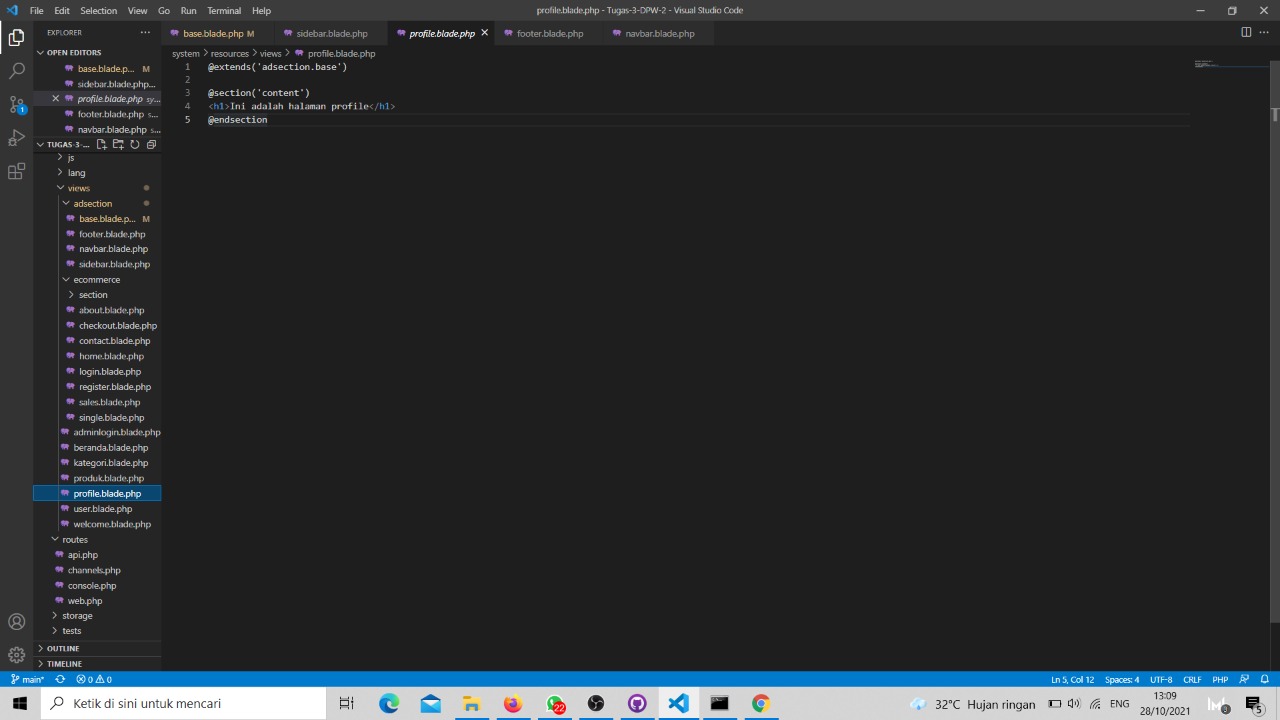 File Edit Selection View Go Run Terminal Help
profile.blade.php - Tugas-3-DPW-2 - Visual Studio Code
EXPLORER
OPEN EDITORS
base.blade.p... M
sidebar.blade.php...
profile.blade.php sy...
footer.blade.php s...
navbar.blade.php s...
TUGAS-3-...
js
lang
views
adsection
base.blade.p... M
footer.blade.php
navbar.blade.php
sidebar.blade.php
ecommerce
section
about.blade.php
checkout.blade.php
contact.blade.php
home.blade.php
login.blade.php
register.blade.php
sales.blade.php
single.blade.php
adminlogin.blade.php
beranda.blade.php
kategori.blade.php
produk.blade.php
profile.blade.php
user.blade.php
welcome.blade.php
routes
api.php
channels.php
console.php
web.php
storage
tests
OUTLINE
TIMELINE
base.blade.php M sidebar.blade.php profile.blade.php footer.blade.php navbar.blade.php
system > resources > views > profile.blade.php
1 @extends('adsection.base')
2
3 @section('content')
4 <h1>Ini adalah halaman profile</h1>
5 @endsection
1
main* 0 0 Ln 5, Col 12 Spaces: 4 UTF-8 CRLF PHP
Ketik di sini untuk mencari
22
32°C Hujan ringan
ENG
13:09
28/10/2021
3
5